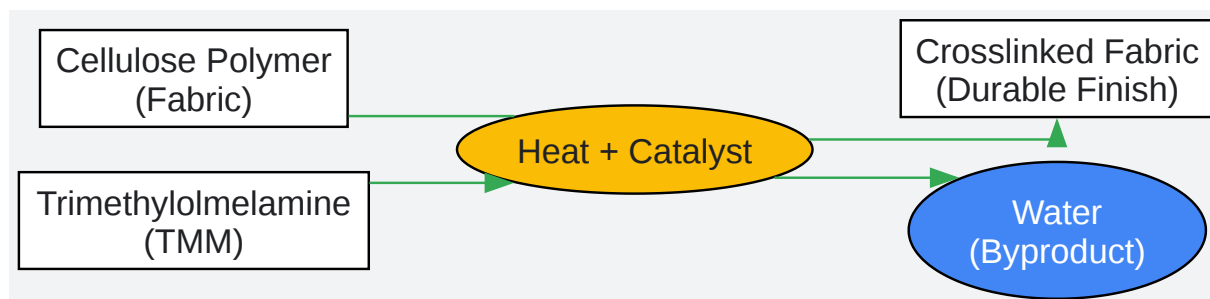 Cellulose Polymer
(Fabric)
Trimethylolmelamine
(TMM)
Heat + Catalyst
Crosslinked Fabric
(Durable Finish)
Water
(Byproduct)